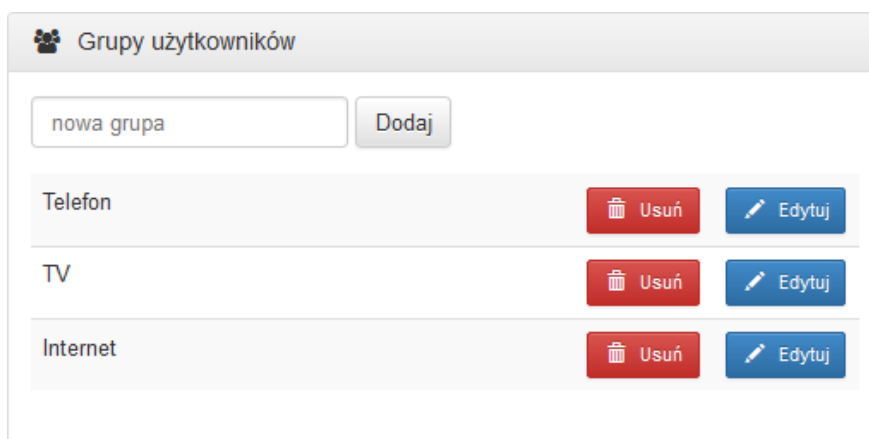 Grupy użytkowników
nowa grupa Dodaj
Telefon Usuń Edytuj
TV Usuń Edytuj
Internet Usuń Edytuj